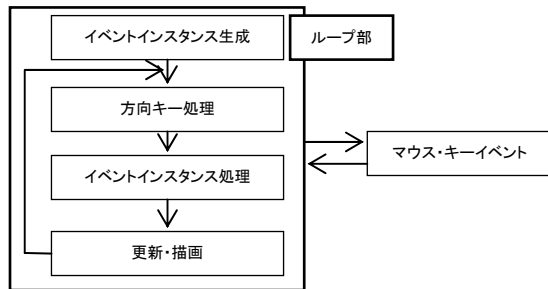 イベントインスタンス生成
ループ部
方向キー処理
マウス・キーイベント
イベントインスタンス処理
更新・描画